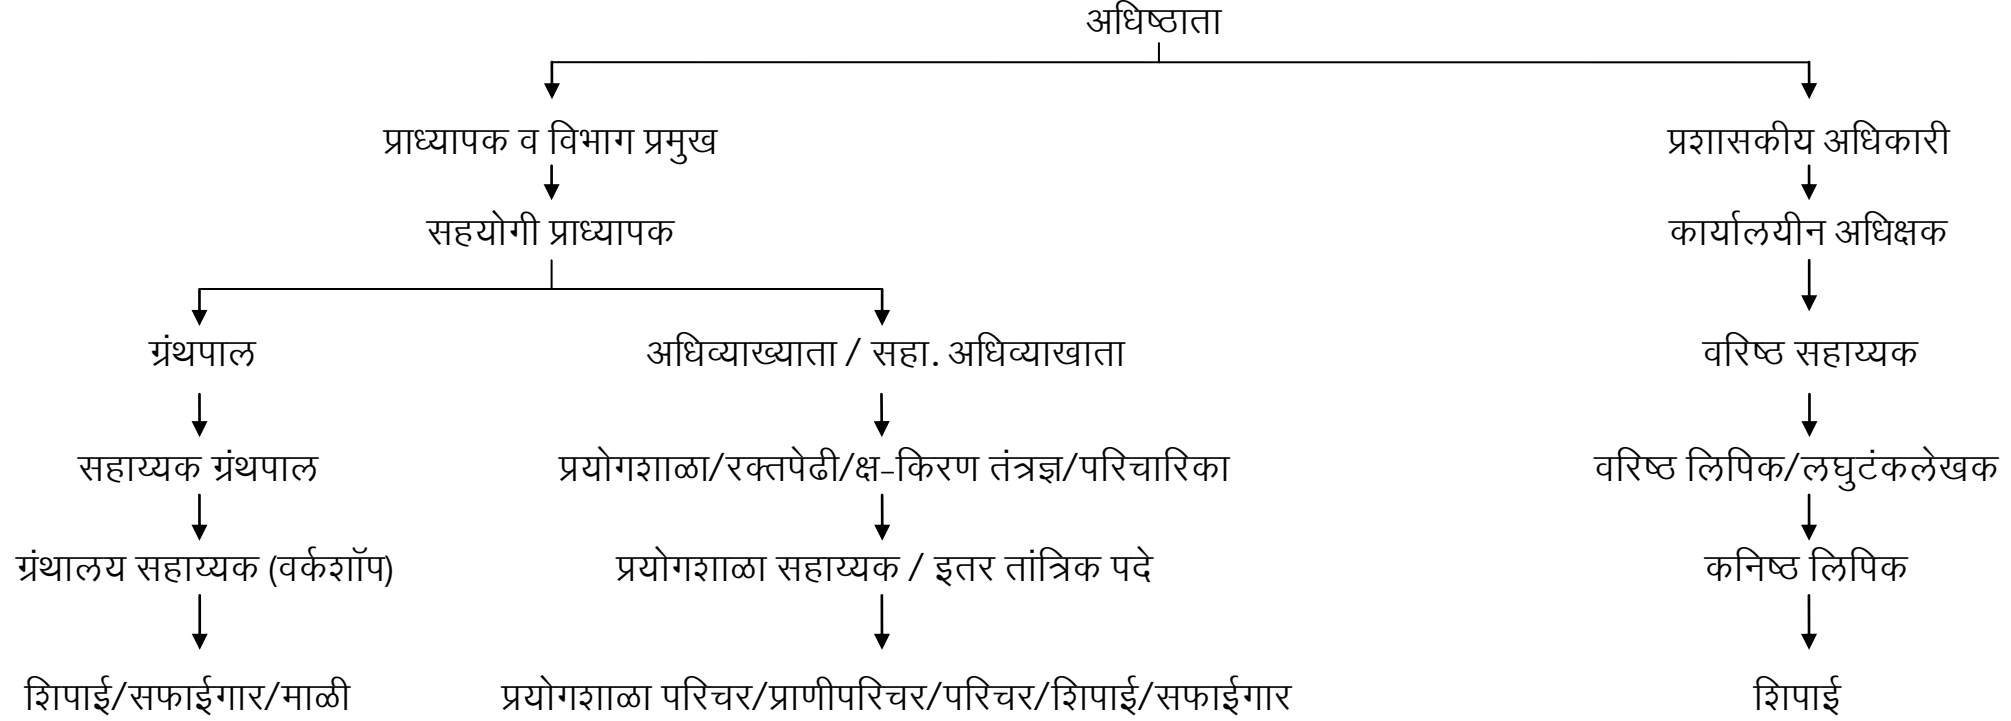 अधिष्ठाता
प्राध्यापक व विभाग प्रमुख प्रशासकीय अधिकारी
सहयोगी प्राध्यापक कार्यालयीन अधिक्षक
ग्रंथपाल अधिव्याख्याता / सहा. अधिव्याखाता वरिष्ठ सहाय्यक
सहाय्यक ग्रंथपाल प्रयोगशाळा/रक्तपेढी/क्ष-किरण तंत्रज्ञ/परिचारिका वरिष्ठ लिपिक/लघुटंकलेखक
ग्रंथालय सहाय्यक (वर्कशॉप) प्रयोगशाळा सहाय्यक / इतर तांत्रिक पदे कनिष्ठ लिपिक
शिपाई/सफाईगार/माळी प्रयोगशाळा परिचर/प्राणीपरिचर/परिचर/शिपाई/सफाईगार शिपाई